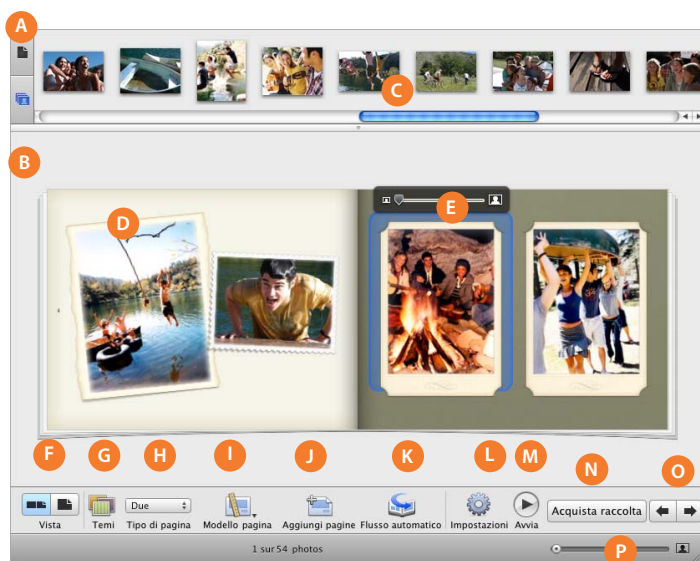 A
C
B
D
E
F
G
H
I
J
K
L
M
N
O
Due
Acquista raccolta
Vista
Temi
Tipo di pagina
Modello pagina
Aggiungi pagine
Flusso automatico
Impostazioni
Avvia
1 sur 54 photos
P